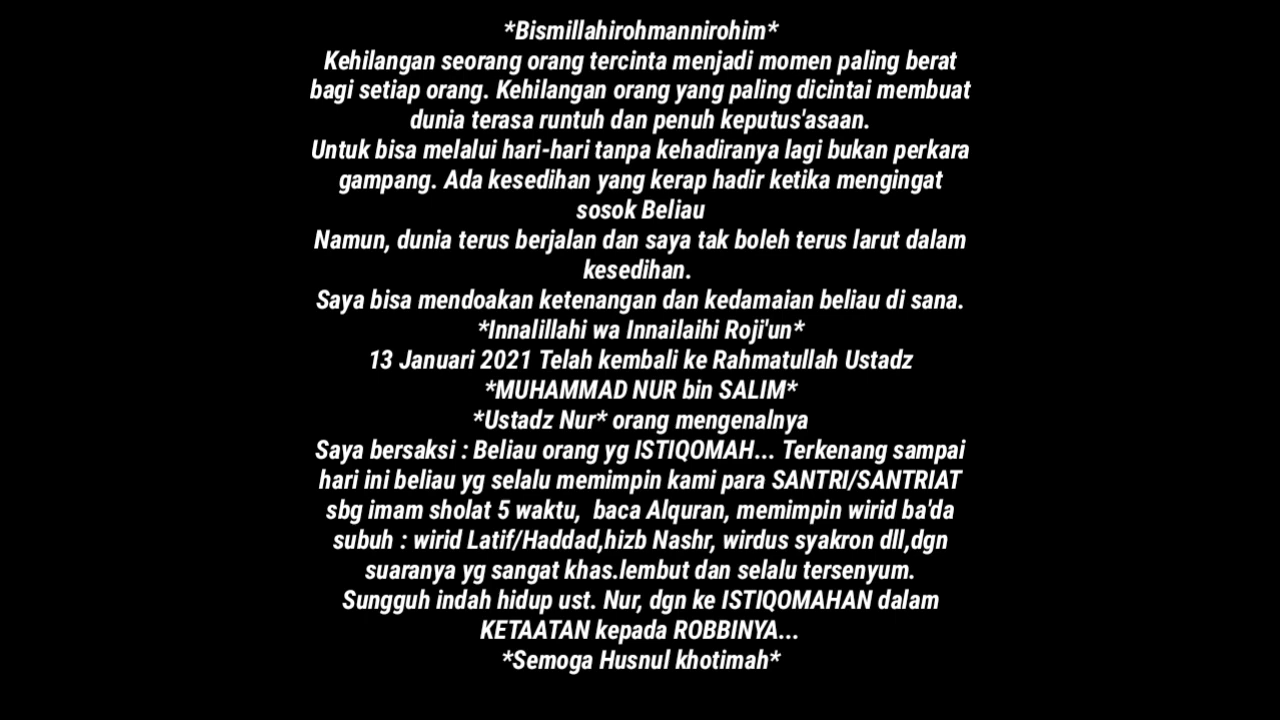 *Bismillahirohmannirohim*
Kehilangan seorang orang tercinta menjadi momen paling berat
bagi setiap orang. Kehilangan orang yang paling dicintai membuat
dunia terasa runtuh dan penuh keputus'asaan.
Untuk bisa melalui hari-hari tanpa kehadiranya lagi bukan perkara
gampang. Ada kesedihan yang kerap hadir ketika mengingat
sosok Beliau
Namun, dunia terus berjalan dan saya tak boleh terus larut dalam
kesedihan.
Saya bisa mendoakan ketenangan dan kedamaian beliau di sana.
*Innalillahi wa Innailaihi Roji'un*
13 Januari 2021 Telah kembali ke Rahmatullah Ustadz
*MUHAMMAD NUR bin SALIM*
*Ustadz Nur* orang mengenalnya
Saya bersaksi : Beliau orang yg ISTIQOMAH... Terkenang sampai
hari ini beliau yg selalu memimpin kami para SANTRI/SANTRIAT
sbg imam sholat 5 waktu,  baca Alquran, memimpin wirid ba'da
subuh : wirid Latif/Haddad,hizb Nashr, wirdus syakron dll,dgn
suaranya yg sangat khas.lembut dan selalu tersenyum.
Sungguh indah hidup ust. Nur, dgn ke ISTIQOMAHAN dalam
KETAATAN kepada ROBBINYA...
*Semoga Husnul khotimah*